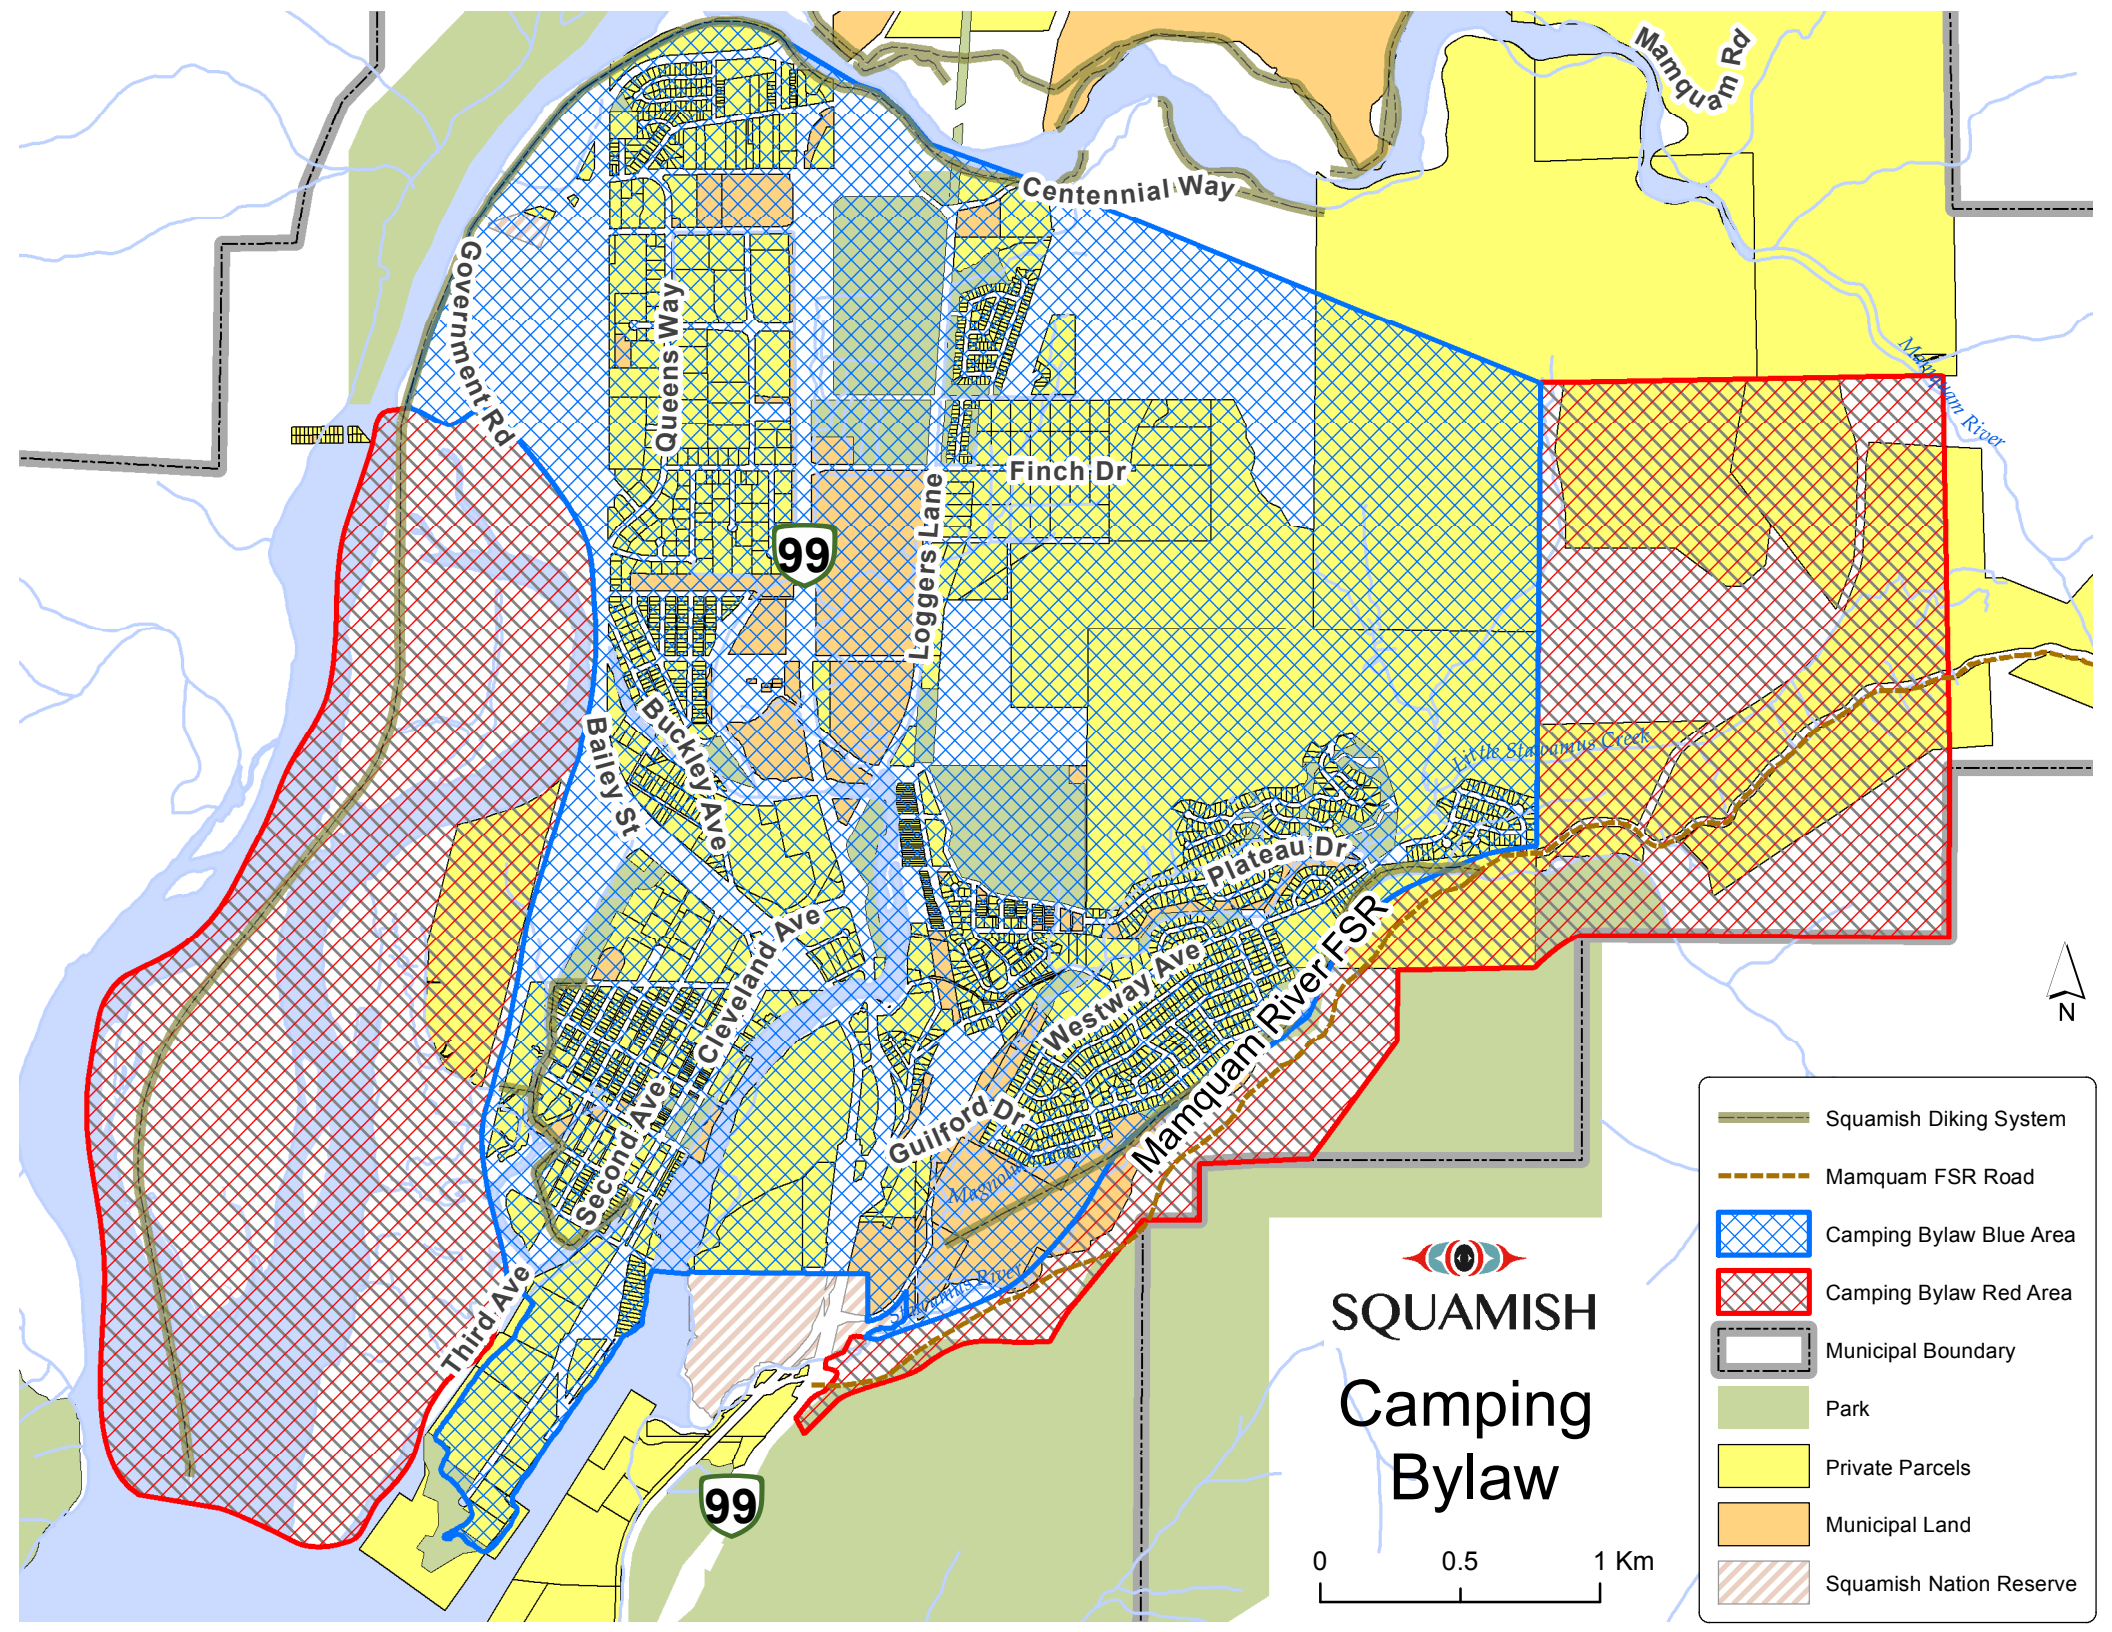 Mamquam Rd
Centennial Way
Government Rd
Queens Way
Mamquam River
Finch Dr
Loggers Lane
99
Buckley Ave
Bailey St
Little Stawamus Creek
Plateau Dr
Cleveland Ave
Westway Ave
Mamquam River FSR
Second Ave
Guilford Dr
Stawamus River
Third Ave
99
N
Squamish Diking System
Mamquam FSR Road
Camping Bylaw Blue Area
Camping Bylaw Red Area
Municipal Boundary
Park
Private Parcels
Municipal Land
Squamish Nation Reserve
SQUAMISH
Camping
Bylaw
0 0.5 1 Km